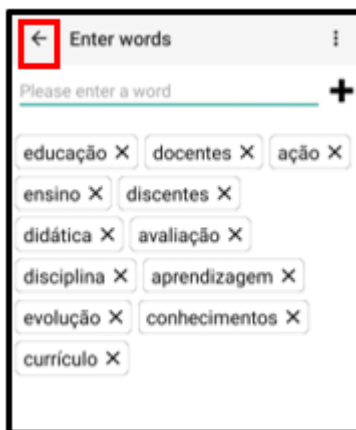 Enter words
Please enter a word
educação docentes ação
ensino discentes
didática avaliação
disciplina aprendizagem
evolução conhecimentos
currículo